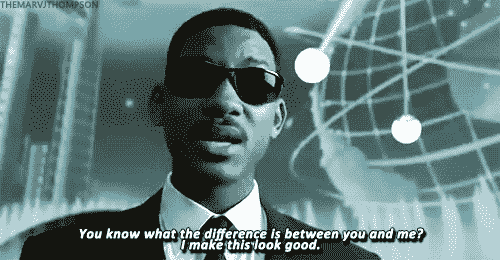 THEMARVJTHOMPSON
You know what the difference is between you and me?
I make this look good.